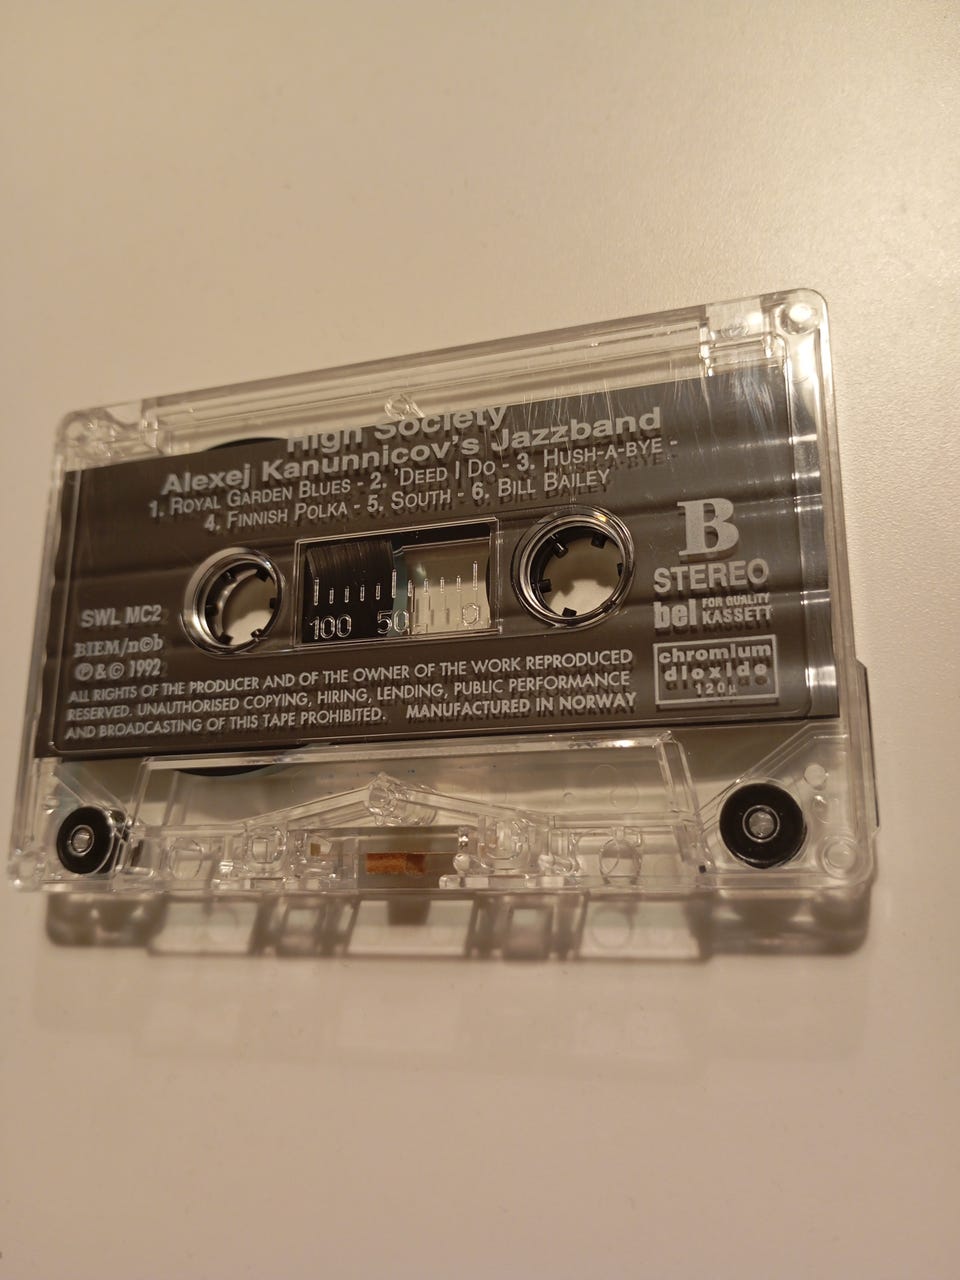 High Society
Alexej Kanunnicov's Jazzband
1. ROYAL GARDEN BLUES - 2. 'DEED I DO - 3. HUSH-A-BYE -
4. FINNISH POLKA - 5. SOUTH - 6. BILL BAILEY
B
STEREO
bel FOR QUALITY KASSETT
chromium
dioxide
120µ
100 50 0
SWL MC2
BIEM/n©b
℗ & © 1992
ALL RIGHTS OF THE PRODUCER AND OF THE OWNER OF THE WORK REPRODUCED
RESERVED. UNAUTHORISED COPYING, HIRING, LENDING, PUBLIC PERFORMANCE
AND BROADCASTING OF THIS TAPE PROHIBITED. MANUFACTURED IN NORWAY